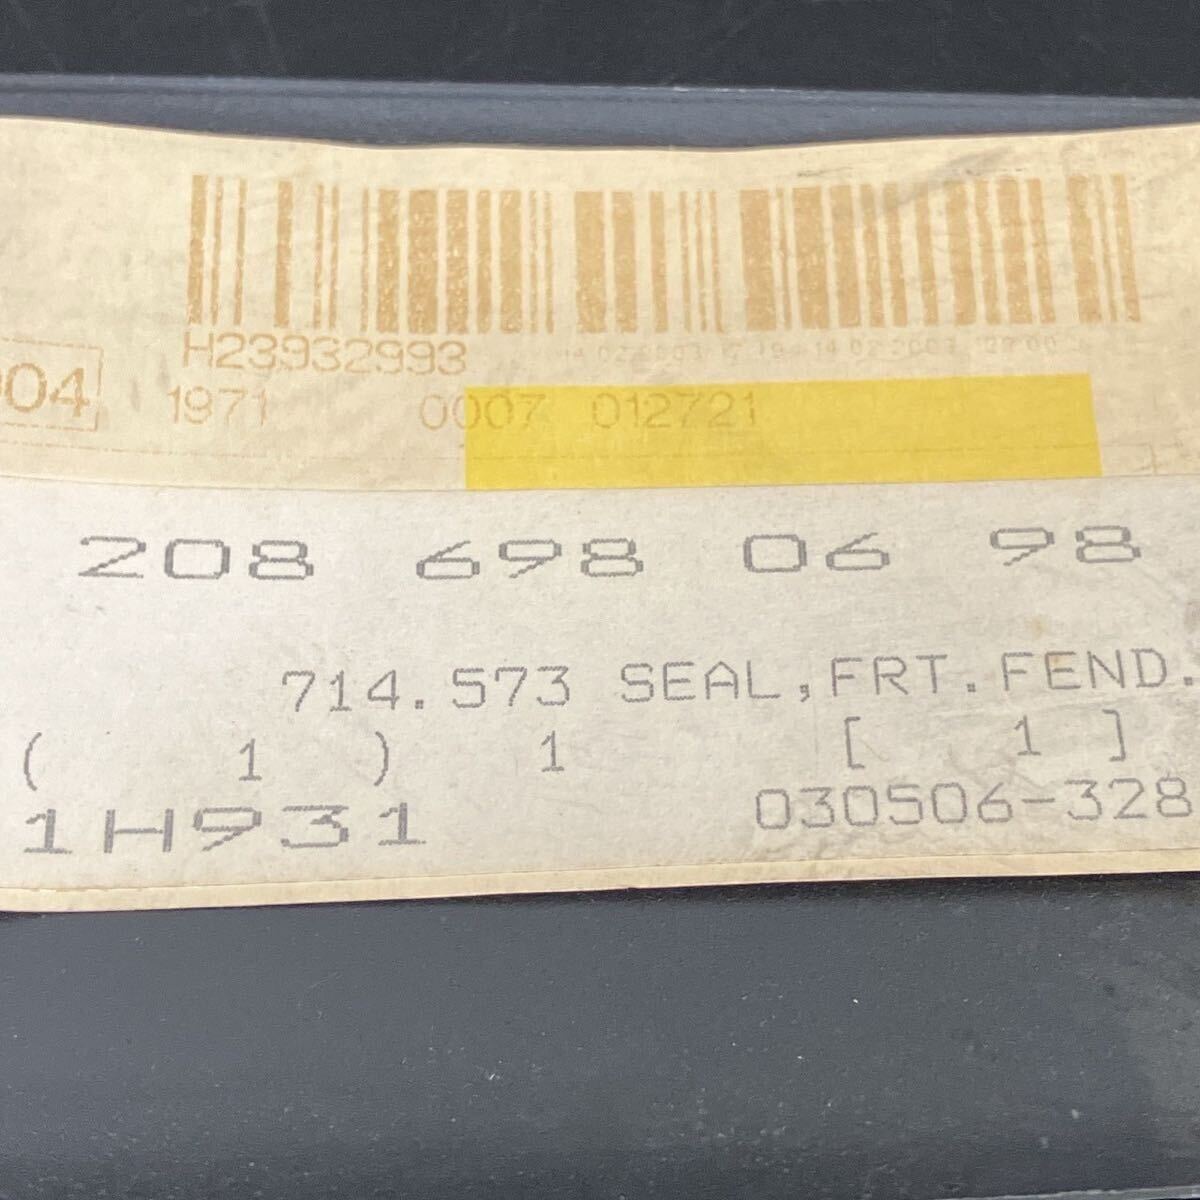 H23932993
004
1971 0007 012721
208 698 06 98
714.573 SEAL,FRT.FEND.
( 1 ) 1 [ 1 ]
1H931 030506-328